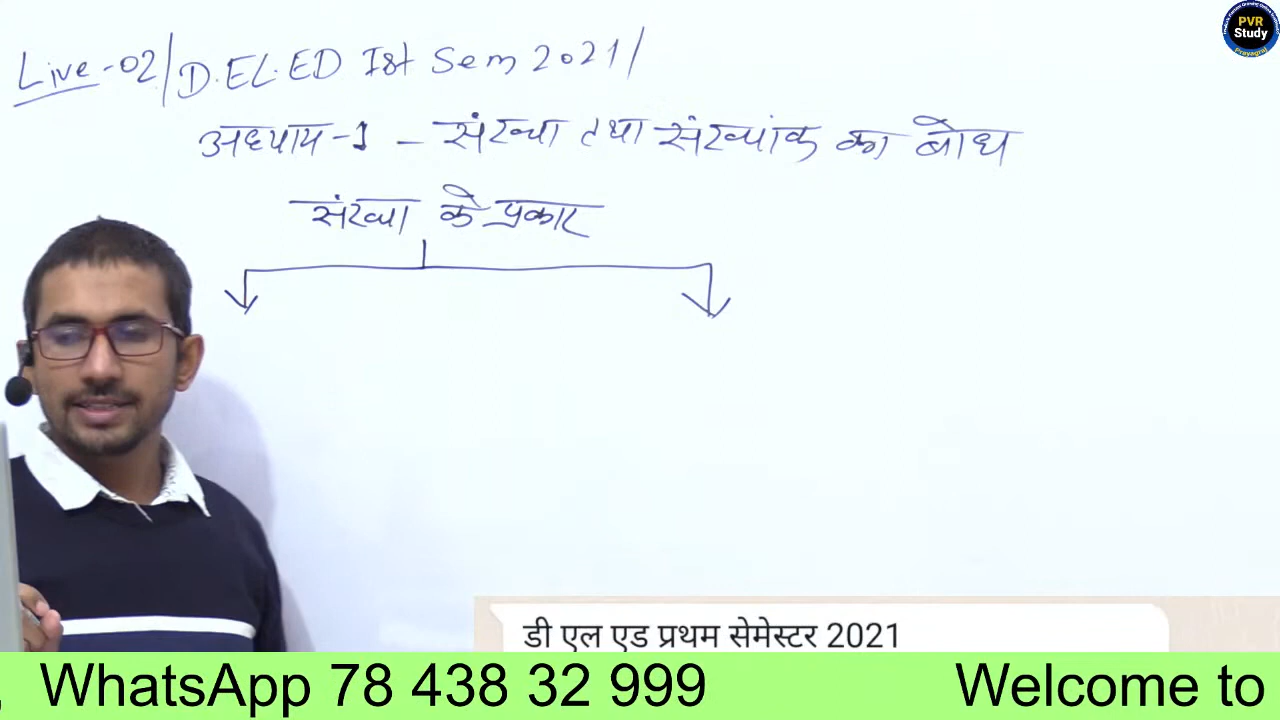 PVR
Study
Prayagraj
Live-02/D.EL.ED Ist Sem 2021/
अध्याय-1 - संख्या तथा संख्यांक का बोध
संख्या के प्रकार
डी एल एड प्रथम सेमेस्टर 2021
WhatsApp 78 438 32 999 Welcome to